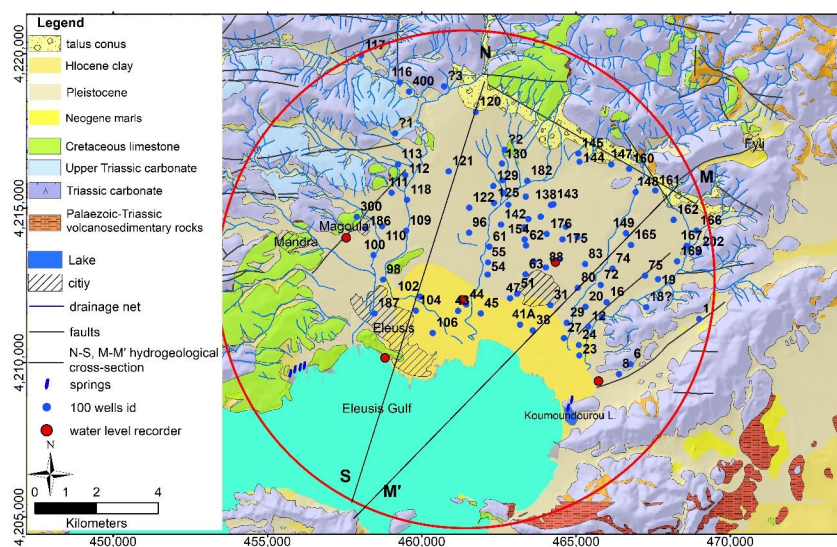 Legend
talus conus
Hlocene clay
Pleistocene
Neogene marls
Cretaceous limestone
Upper Triassic carbonate
Triassic carbonate
Palaezoic-Triassic
volcanosedimentary rocks
Lake
citiy
drainage net
faults
N-S, M-M' hydrogeological
cross-section
springs
100 wells id
water level recorder
N
0 1 2 4
Kilometers
4,220,000
4,215,000
4,210,000
4,205,000
450,000 455,000 460,000 465,000 470,000
117
N
116
400
?3
120
?1
?2
145
144
147
160
Fyli
113
112
121
130
129
182
111
118
122
125
138
143
148
161
M
300
Magoula
186
109
96
142
154
176
149
162
166
Mandra
110
61
62
175
165
167
202
100
55
88
83
74
169
98
54
63
80
72
75
19
102
51
187
104
44
47
31
20
16
18?
1
Eleusis
106
45
41A
38
29
12
27
24
23
6
8
Eleusis Gulf
Koumoundourou L.
S
M'